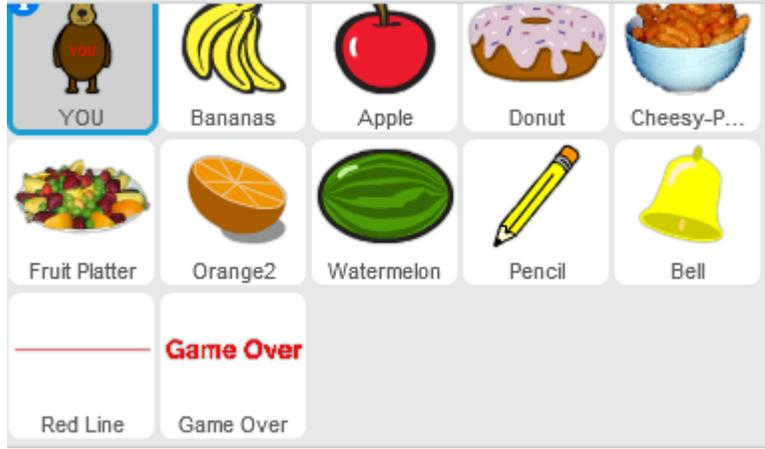 YOU
YOU
Bananas
Apple
Donut
Cheesy-P...
Fruit Platter
Orange2
Watermelon
Pencil
Bell
Game Over
Red Line
Game Over